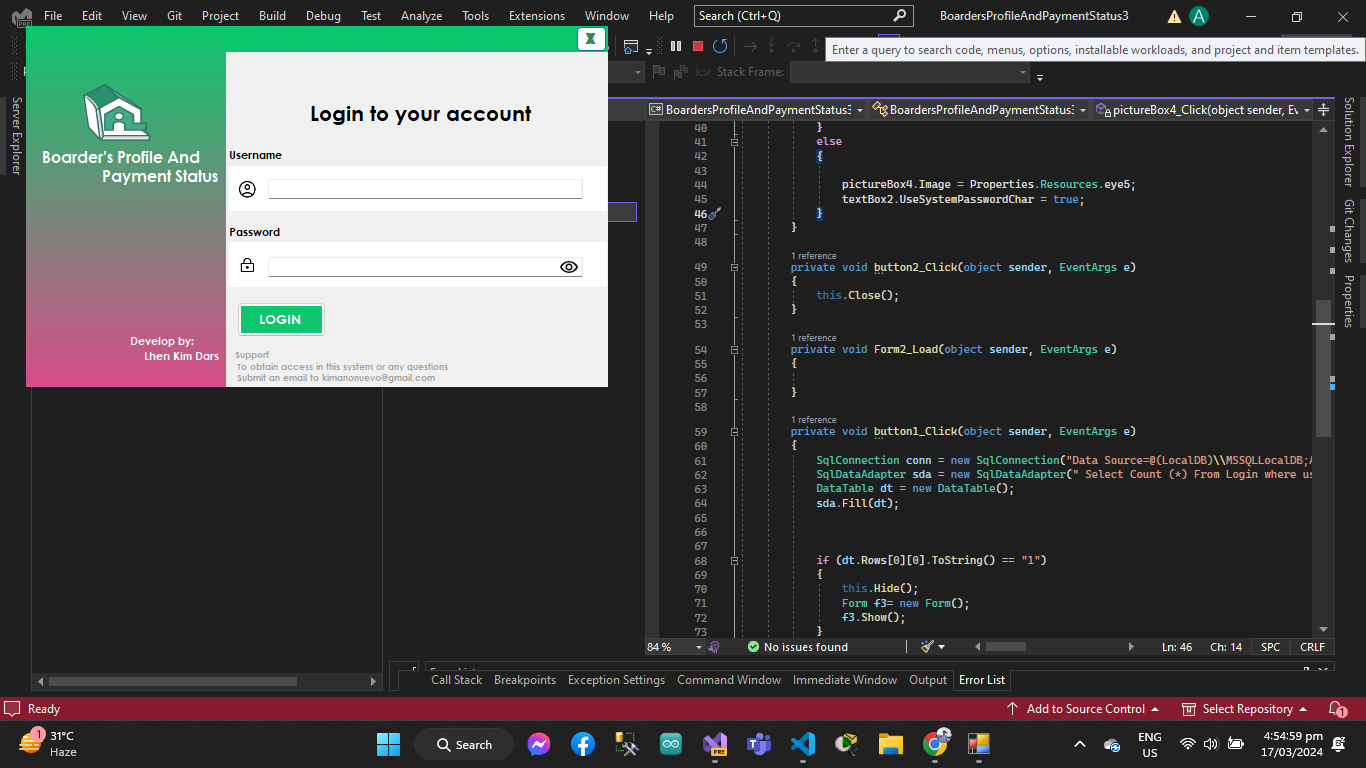 File Edit View Git Project Build Debug Test Analyze Tools Extensions Window Help Search (Ctrl+Q) BoardersProfileAndPaymentStatus3 A
PRE
Enter a query to search code, menus, options, installable workloads, and project and item templates.
Stack Frame:
X
Boarder's Profile And
Payment Status
Develop by:
Lhen Kim Dars
Login to your account
Username
Password
LOGIN
Support
To obtain access in this system or any questions
Submit an email to kimanonuevo@gmail.com
Server Explorer
Solution Explorer
Git Changes
Properties
C# BoardersProfileAndPaymentStatus3 BoardersProfileAndPaymentStatus3 pictureBox4_Click(object sender, Ev
40 }
41 else
42 {
43
44 pictureBox4.Image = Properties.Resources.eye5;
45 textBox2.UseSystemPasswordChar = true;
46 }
47 }
48
1 reference
49 private void button2_Click(object sender, EventArgs e)
50 {
51 this.Close();
52 }
53
1 reference
54 private void Form2_Load(object sender, EventArgs e)
55 {
56
57 }
58
1 reference
59 private void button1_Click(object sender, EventArgs e)
60 {
61 SqlConnection conn = new SqlConnection("Data Source=@(LocalDB)\\MSSQLLocalDB;A
62 SqlDataAdapter sda = new SqlDataAdapter(" Select Count (*) From Login where us
63 DataTable dt = new DataTable();
64 sda.Fill(dt);
65
66
67
68 if (dt.Rows[0][0].ToString() == "1")
69 {
70 this.Hide();
71 Form f3= new Form();
72 f3.Show();
73 }
84 % No issues found Ln: 46 Ch: 14 SPC CRLF
Call Stack Breakpoints Exception Settings Command Window Immediate Window Output Error List
Ready Add to Source Control Select Repository 1
1 31°C
Haze
Search
PRE
ENG
US
4:54:59 pm
17/03/2024